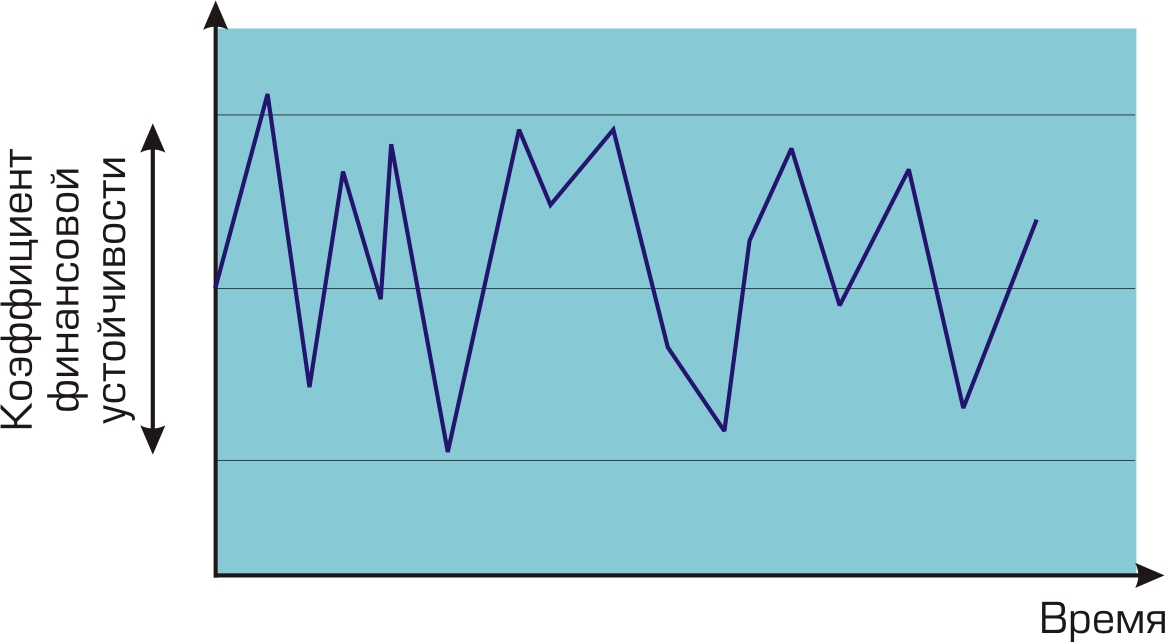 Коэффициент
финансовой
устойчивости
Время